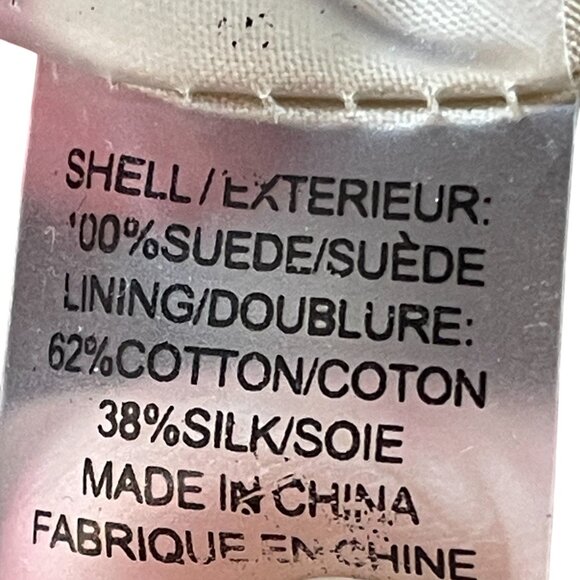 SHELL/EXTERIEUR:
100%SUEDE/SUÈDE
LINING/DOUBLURE:
62%COTTON/COTON
38%SILK/SOIE
MADE IN CHINA
FABRIQUE EN CHINE